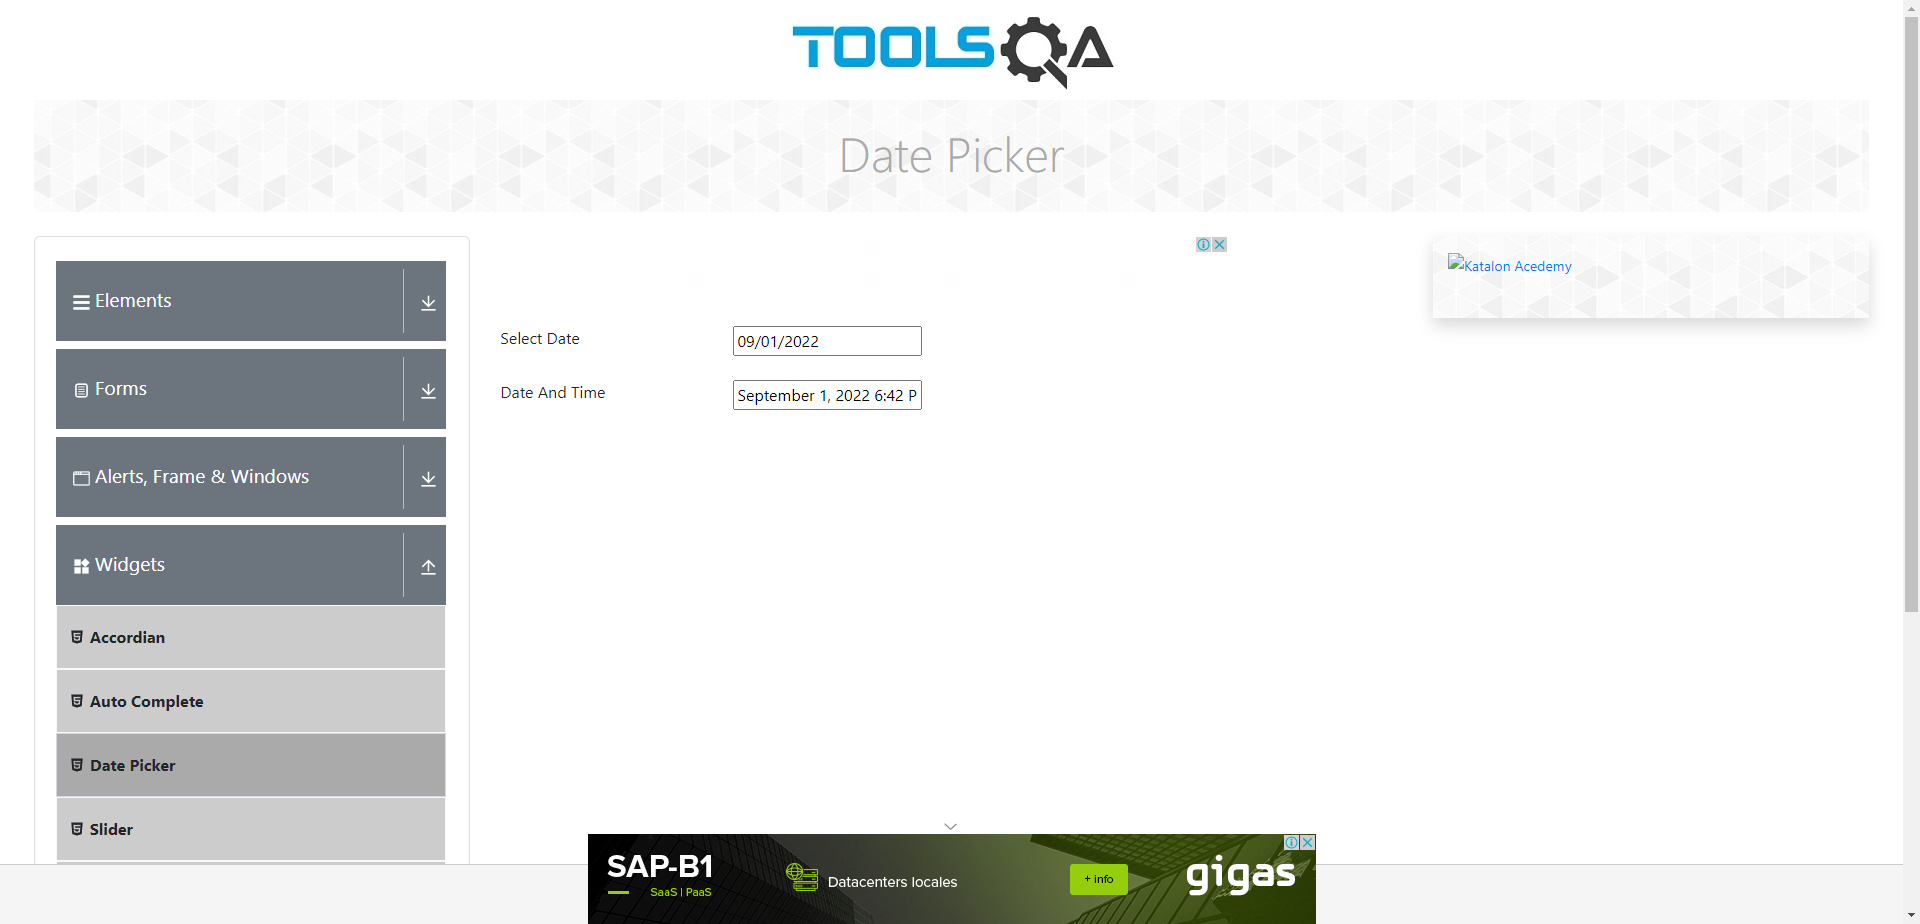 TOOLSQA
Date Picker
Elements
Forms
Alerts, Frame & Windows
Widgets
Accordian
Auto Complete
Date Picker
Slider
Select Date
09/01/2022
Date And Time
September 1, 2022 6:42 P
Katalon Acedemy
SAP-B1
SaaS | PaaS
Datacenters locales
+ info
gigas